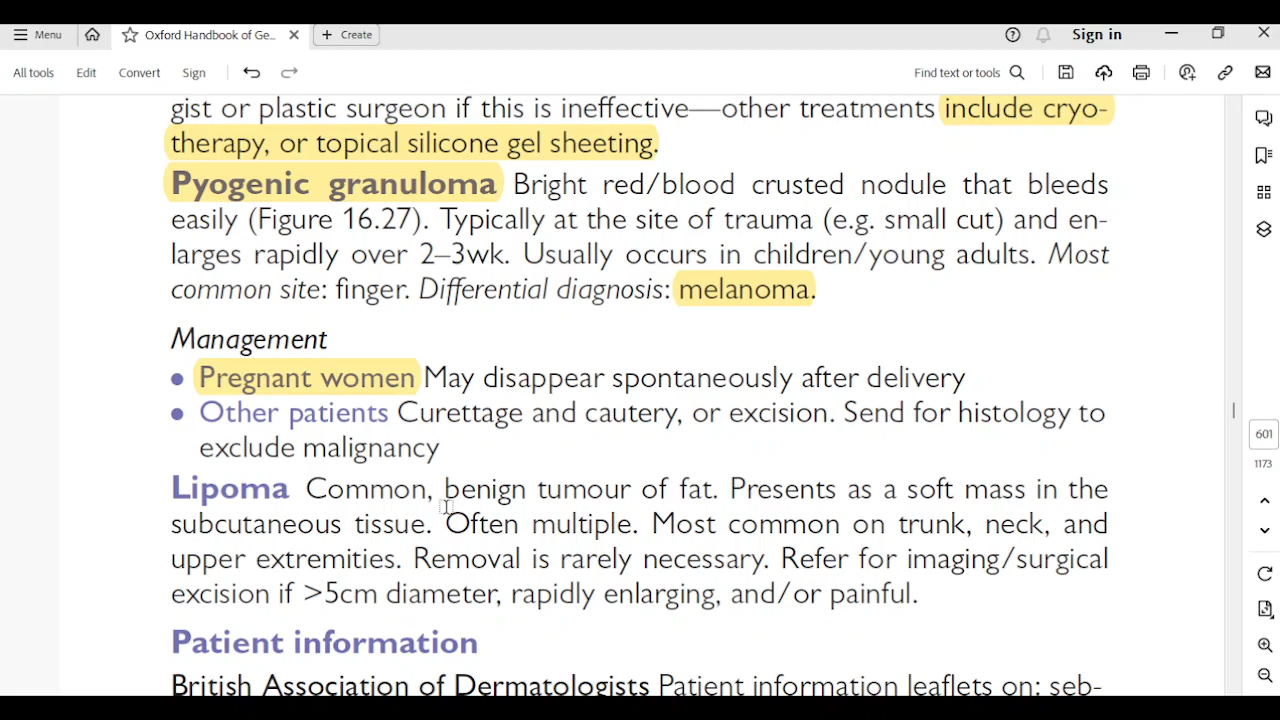 Menu
Oxford Handbook of Ge...
Create
Sign in
All tools
Edit
Convert
Sign
Find text or tools
gist or plastic surgeon if this is ineffective—other treatments include cryo-
therapy, or topical silicone gel sheeting.
Pyogenic granuloma Bright red/blood crusted nodule that bleeds
easily (Figure 16.27). Typically at the site of trauma (e.g. small cut) and en-
larges rapidly over 2–3wk. Usually occurs in children/young adults. Most
common site: finger. Differential diagnosis: melanoma.
Management
• Pregnant women May disappear spontaneously after delivery
• Other patients Curettage and cautery, or excision. Send for histology to
exclude malignancy
Lipoma Common, benign tumour of fat. Presents as a soft mass in the
subcutaneous tissue. Often multiple. Most common on trunk, neck, and
upper extremities. Removal is rarely necessary. Refer for imaging/surgical
excision if >5cm diameter, rapidly enlarging, and/or painful.
Patient information
British Association of Dermatologists Patient information leaflets on: seb-
601
1173